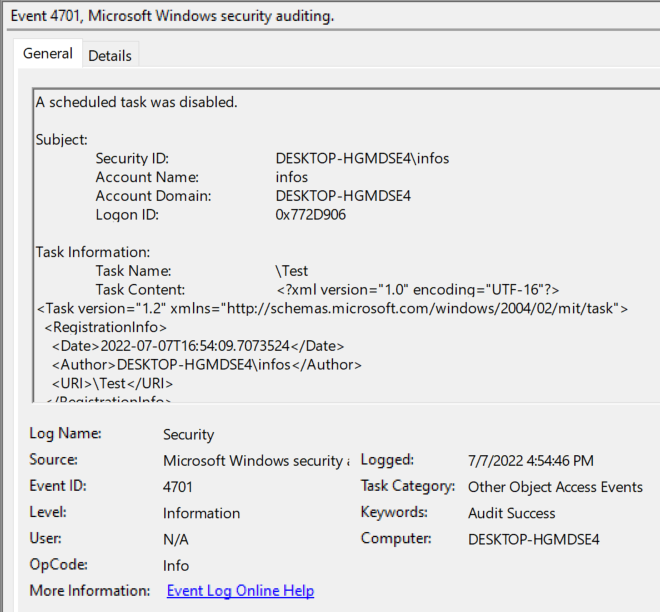 Event 4701, Microsoft Windows security auditing.
General Details
A scheduled task was disabled.
Subject:
Security ID: DESKTOP-HGMDSE4\infos
Account Name: infos
Account Domain: DESKTOP-HGMDSE4
Logon ID: 0x772D906
Task Information:
Task Name: \Test
Task Content: <?xml version="1.0" encoding="UTF-16"?>
<Task version="1.2" xmlns="http://schemas.microsoft.com/windows/2004/02/mit/task">
<RegistrationInfo>
<Date>2022-07-07T16:54:09.7073524</Date>
<Author>DESKTOP-HGMDSE4\infos</Author>
<URI>\Test</URI>
</RegistrationInfo>
Log Name: Security
Source: Microsoft Windows security Logged: 7/7/2022 4:54:46 PM
Event ID: 4701 Task Category: Other Object Access Events
Level: Information Keywords: Audit Success
User: N/A Computer: DESKTOP-HGMDSE4
OpCode: Info
More Information: Event Log Online Help